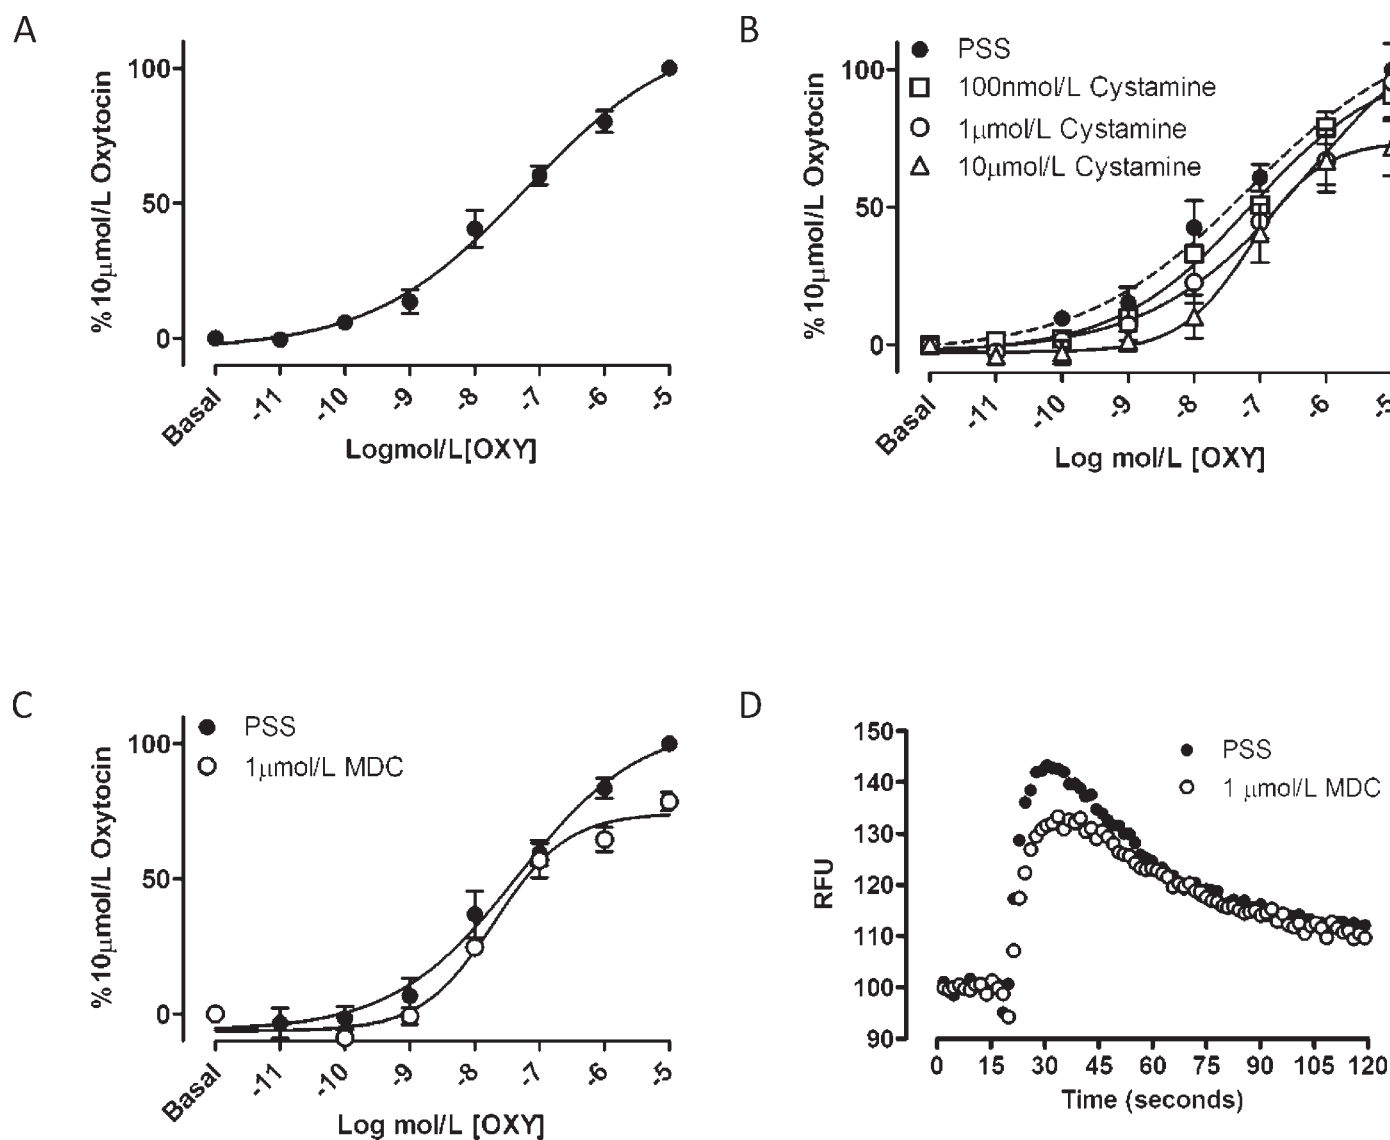 A
%10μmol/L Oxytocin
100
50
0
Basal -11 -10 -9 -8 -7 -6 -5
Logmol/L[OXY]
B
PSS
100nmol/L Cystamine
1μmol/L Cystamine
10μmol/L Cystamine
%10μmol/L Oxytocin
100
50
0
Basal -11 -10 -9 -8 -7 -6 -5
Log mol/L [OXY]
C
PSS
1μmol/L MDC
%10μmol/L Oxytocin
100
50
0
Basal -11 -10 -9 -8 -7 -6 -5
Log mol/L [OXY]
D
PSS
1 μmol/L MDC
RFU
150
140
130
120
110
100
90
0 15 30 45 60 75 90 105 120
Time (seconds)